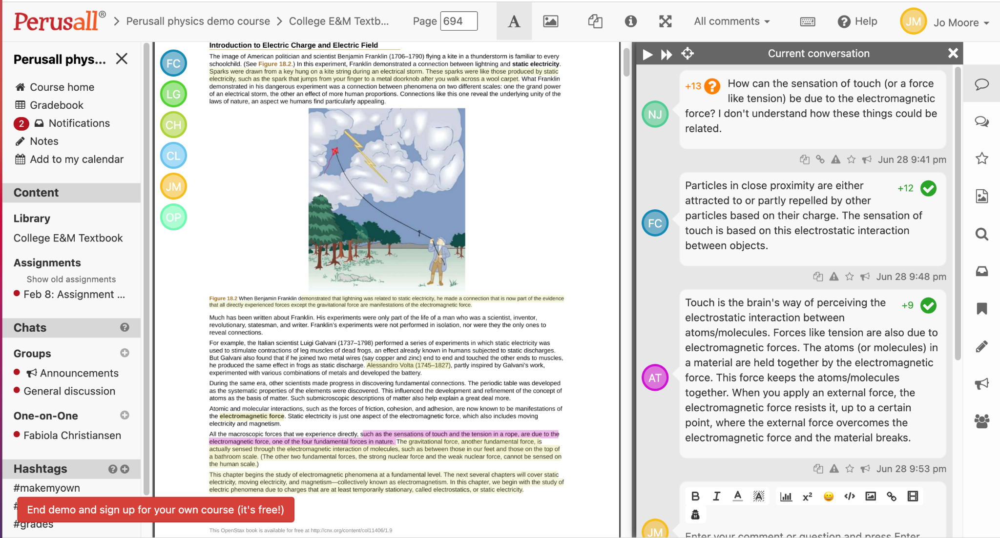 Perusall®
Perusall physics demo course
College E&M Textb...
Page 694
A
All comments
Help
JM
Jo Moore
Perusall phys...
Course home
Gradebook
2 Notifications
Notes
Add to my calendar
Content
Library
College E&M Textbook
Assignments
Show old assignments
Feb 8: Assignment ...
Chats
Groups
Announcements
General discussion
One-on-One
Fabiola Christiansen
Hashtags
#makemyown
#
End demo and sign up for your own course (it's free!)
#grades
FC
LG
CH
CL
JM
OP
Introduction to Electric Charge and Electric Field
The image of American politician and scientist Benjamin Franklin (1706–1790) flying a kite in a thunderstorm is familiar to every
schoolchild. (See Figure 18.2.) In this experiment, Franklin demonstrated a connection between lightning and static electricity.
Sparks were drawn from a key hung on a kite string during an electrical storm. These sparks were like those produced by static
electricity, such as the spark that jumps from your finger to a metal doorknob after you walk across a wool carpet. What Franklin
demonstrated in his dangerous experiment was a connection between phenomena on two different scales: one the grand power
of an electrical storm, the other an effect of more human proportions. Connections like this one reveal the underlying unity of the
laws of nature, an aspect we humans find particularly appealing.
Figure 18.2 When Benjamin Franklin demonstrated that lightning was related to static electricity, he made a connection that is now part of the evidence
that all directly experienced forces except the gravitational force are manifestations of the electromagnetic force.
Much has been written about Franklin. His experiments were only part of the life of a man who was a scientist, inventor,
revolutionary, statesman, and writer. Franklin's experiments were not performed in isolation, nor were they the only ones to
reveal connections.
For example, the Italian scientist Luigi Galvani (1737–1798) performed a series of experiments in which static electricity was
used to stimulate contractions of leg muscles of dead frogs, an effect already known in humans subjected to static discharges.
But Galvani also found that if he joined two metal wires (say copper and zinc) end to end and touched the other ends to muscles,
he produced the same effect in frogs as static discharge. Alessandro Volta (1745–1827), partly inspired by Galvani's work,
experimented with various combinations of metals and developed the battery.
During the same era, other scientists made progress in discovering fundamental connections. The periodic table was developed
as the systematic properties of the elements were discovered. This influenced the development and refinement of the concept of
atoms as the basis of matter. Such submicroscopic descriptions of matter also help explain a great deal more.
Atomic and molecular interactions, such as the forces of friction, cohesion, and adhesion, are now known to be manifestations of
the electromagnetic force. Static electricity is just one aspect of the electromagnetic force, which also includes moving
electricity and magnetism.
All the macroscopic forces that we experience directly, such as the sensations of touch and the tension in a rope, are due to the
electromagnetic force, one of the four fundamental forces in nature. The gravitational force, another fundamental force, is
actually sensed through the electromagnetic interaction of molecules, such as between those in our feet and those on the top of
a bathroom scale. (The other two fundamental forces, the strong nuclear force and the weak nuclear force, cannot be sensed on
the human scale.)
This chapter begins the study of electromagnetic phenomena at a fundamental level. The next several chapters will cover static
electricity, moving electricity, and magnetism—collectively known as electromagnetism. In this chapter, we begin with the study of
electric phenomena due to charges that are at least temporarily stationary, called electrostatics, or static electricity.
This OpenStax book is available for free at http://cnx.org/content/col11406/1.9
Current conversation
NJ
+13 ? How can the sensation of touch (or a force
like tension) be due to the electromagnetic
force? I don't understand how these things could be
related.
Jun 28 9:41 pm
FC
Particles in close proximity are either +12
attracted to or partly repelled by other
particles based on their charge. The sensation of
touch is based on this electrostatic interaction
between objects.
Jun 28 9:48 pm
AT
Touch is the brain's way of perceiving the +9
electrostatic interaction between
atoms/molecules. Forces like tension are also due to
electromagnetic forces. The atoms (or molecules) in
a material are held together by the electromagnetic
force. This force keeps the atoms/molecules
together. When you apply an external force, the
electromagnetic force resists it, up to a certain
point, where the external force overcomes the
electromagnetic force and the material breaks.
Jun 28 9:53 pm
B I A A x² </>
JM
Enter your comment or question and press Enter